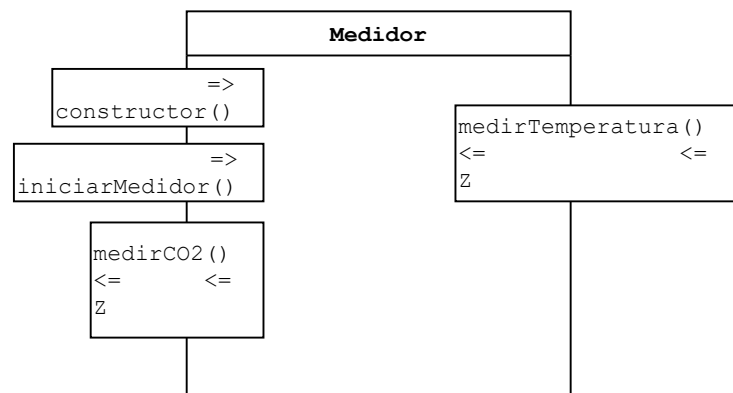 Medidor
=>
constructor()
=>
iniciarMedidor()
medirCO2()
<= <=
Z
medirTemperatura()
<= <=
Z